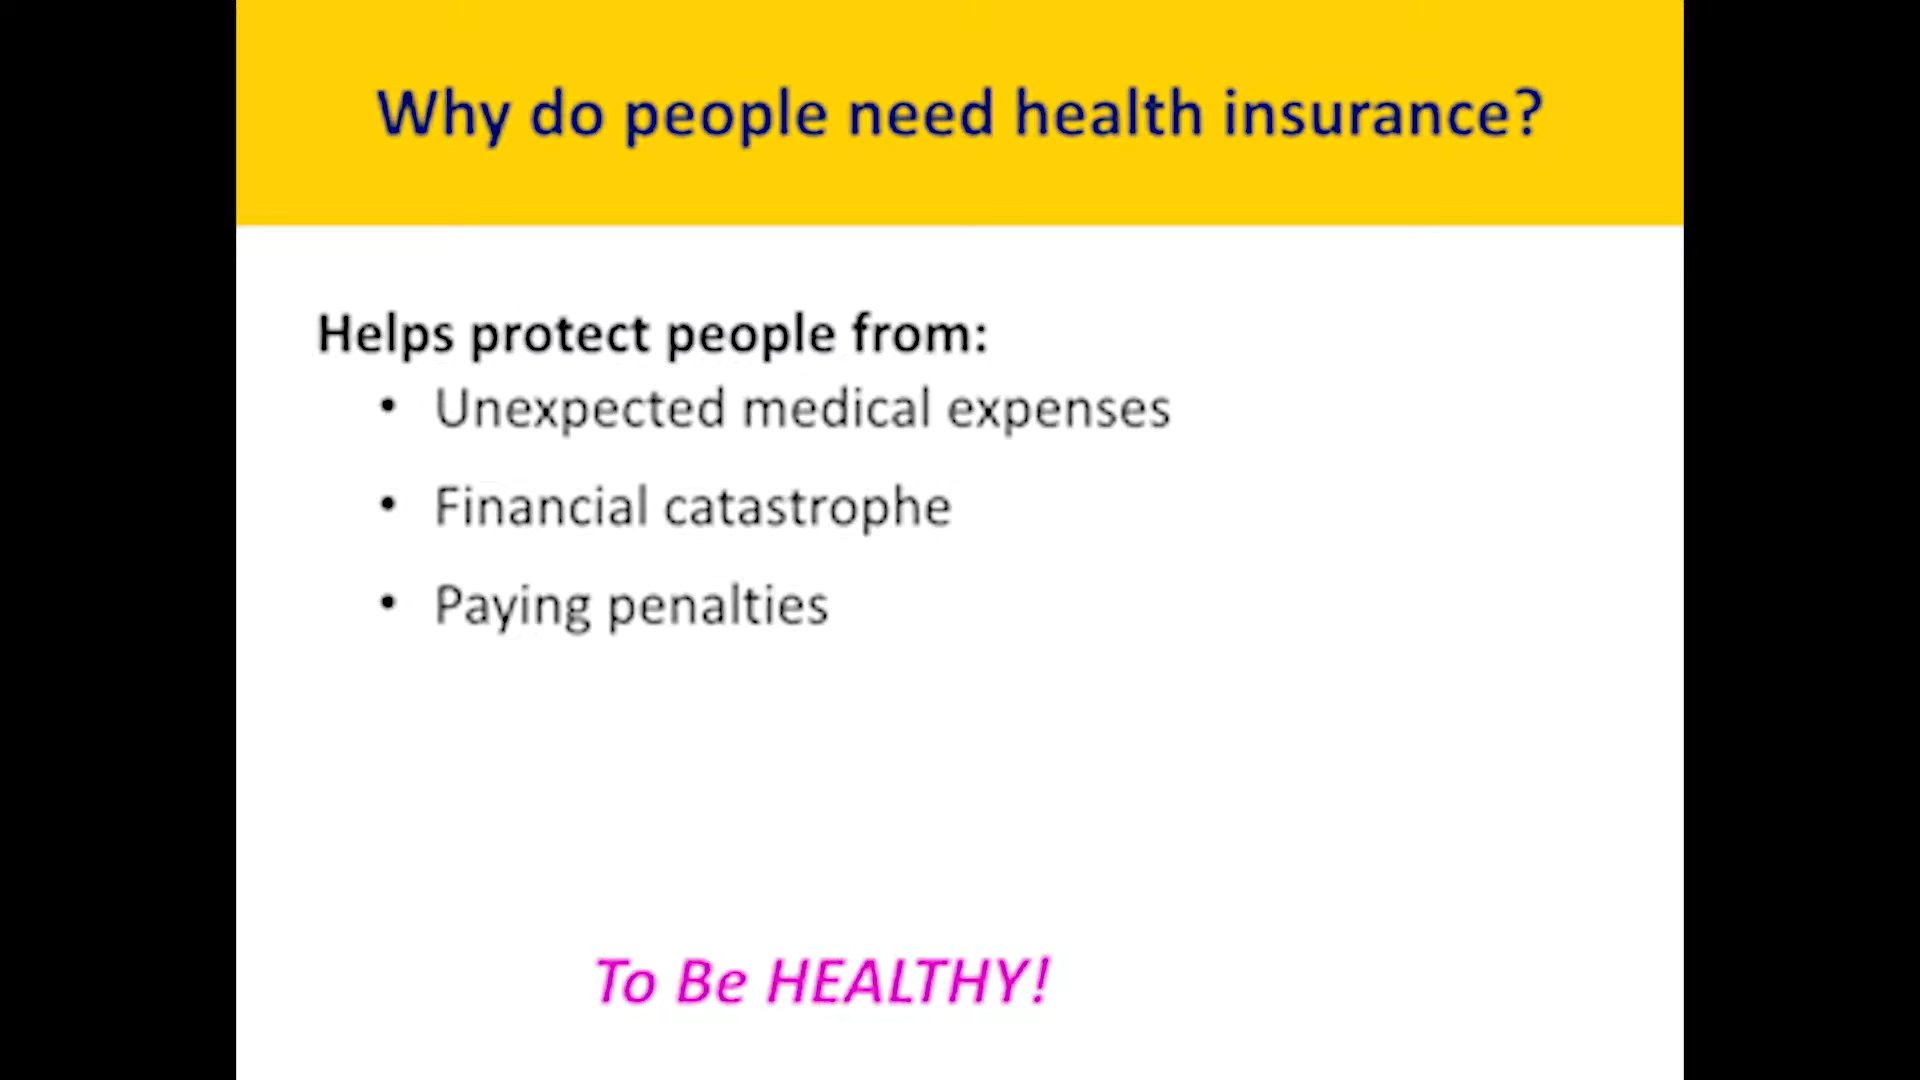 Why do people need health insurance?
Helps protect people from:
• Unexpected medical expenses
• Financial catastrophe
• Paying penalties
To Be HEALTHY!